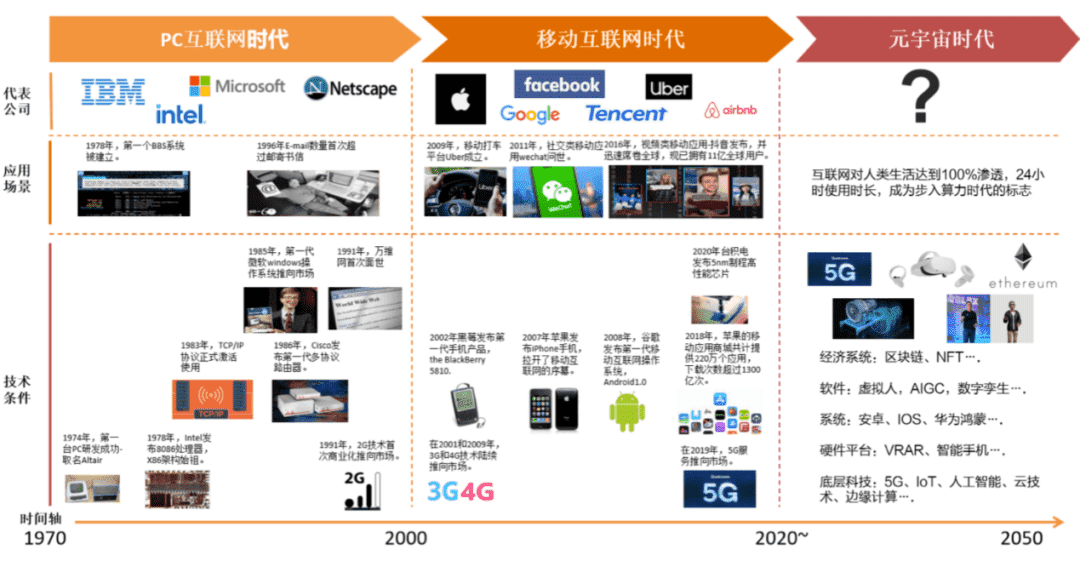 PC互联网时代
移动互联网时代
元宇宙时代
代表
公司
IBM
Microsoft
Netscape
intel
facebook
Uber
Google
Tencent
airbnb
?
应用
场景
1978年，第一个BBS系统
被建立。
1996年E-mail数量首次超
过邮寄书信
2009年，移动打车
平台Uber成立。
2011年，社交类移动应
用wechat问世。
2016年，视频类移动应用-抖音发布，并
迅速席卷全球，现已拥有11亿全球用户。
Uber
WeChat
互联网对人类生活达到100%渗透，24小
时使用时长，成为步入算力时代的标志
技术
条件
1985年，第一代
微软windows操
作系统推向市场
1991年，万维
网首次面世
World Wide Web
1983年，TCP/IP
协议正式激活
使用
TCP/IP
1986年，Cisco发
布第一代多协议
路由器。
1974年，第一
台PC研发成功-
取名Altair
1978年，Intel发
布8086处理器，
X86架构始祖。
1991年，2G技术首
次商业化推向市场。
2G
2002年黑莓发布第
一代手机产品，
the BlackBerry
5810.
2007年苹果发
布iPhone手机，
拉开了移动互
联网的序幕。
2008年，谷歌
发布第一代移
动互联网操作
系统，
Android1.0
2020年台积电
发布5nm制程高
性能芯片
2018年，苹果的移
动应用商城共计提
供220万个应用，
下载次数超过1300
亿次。
在2001和2009年，
3G和4G技术陆续
推向市场。
3G4G
在2019年，5G服
务推向市场。
5G
5G
ethereum
经济系统：区块链、NFT….
软件：虚拟人，AIGC，数字孪生….
系统：安卓、IOS、华为鸿蒙….
硬件平台：VRAR、智能手机….
底层科技：5G、IoT、人工智能、云技
术、边缘计算….
时间轴
1970
2000
2020~
2050